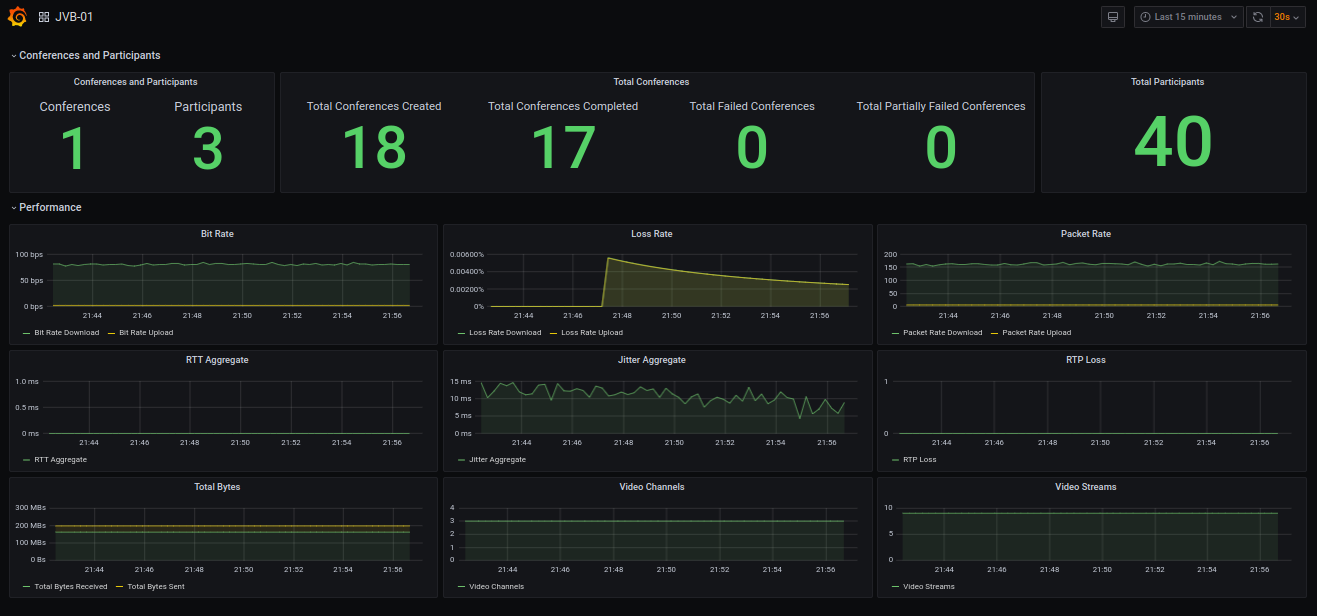 JVB-01
Last 15 minutes
30s
Conferences and Participants
Conferences and Participants
Conferences Participants
1 3
Total Conferences
Total Conferences Created Total Conferences Completed Total Failed Conferences Total Partially Failed Conferences
18 17 0 0
Total Participants
40
Performance
Bit Rate
100 bps
50 bps
0 bps
21:44 21:46 21:48 21:50 21:52 21:54 21:56
Bit Rate Download Bit Rate Upload
Loss Rate
0.00600%
0.00400%
0.00200%
0%
21:44 21:46 21:48 21:50 21:52 21:54 21:56
Loss Rate Download Loss Rate Upload
Packet Rate
200
150
100
50
0
21:44 21:46 21:48 21:50 21:52 21:54 21:56
Packet Rate Download Packet Rate Upload
RTT Aggregate
1.0 ms
0.5 ms
0 ms
21:44 21:46 21:48 21:50 21:52 21:54 21:56
RTT Aggregate
Jitter Aggregate
15 ms
10 ms
5 ms
0 ms
21:44 21:46 21:48 21:50 21:52 21:54 21:56
Jitter Aggregate
RTP Loss
1
0
21:44 21:46 21:48 21:50 21:52 21:54 21:56
RTP Loss
Total Bytes
300 MBs
200 MBs
100 MBs
0 Bs
21:44 21:46 21:48 21:50 21:52 21:54 21:56
Total Bytes Received Total Bytes Sent
Video Channels
4
3
2
1
0
21:44 21:46 21:48 21:50 21:52 21:54 21:56
Video Channels
Video Streams
10
5
0
21:44 21:46 21:48 21:50 21:52 21:54 21:56
Video Streams